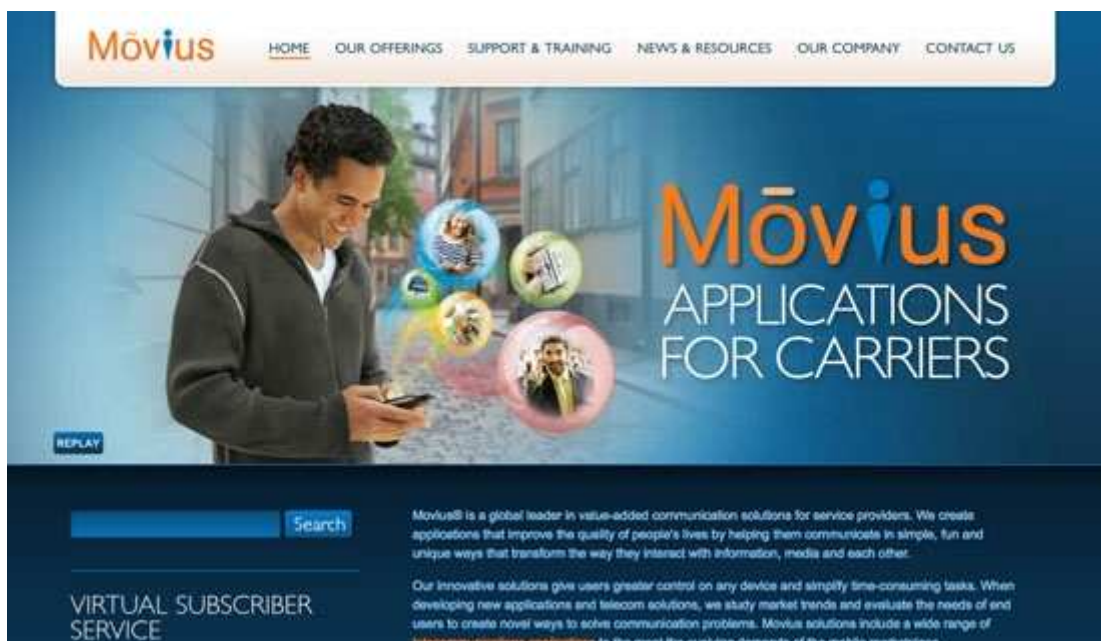 Mōvius
HOME OUR OFFERINGS SUPPORT & TRAINING NEWS & RESOURCES OUR COMPANY CONTACT US
Mōvius
APPLICATIONS
FOR CARRIERS
REPLAY
Search
VIRTUAL SUBSCRIBER
SERVICE
Movius® is a global leader in value-added communication solutions for service providers. We create
applications that improve the quality of people's lives by helping them communicate in simple, fun and
unique ways that transform the way they interact with information, media and each other.
Our innovative solutions give users greater control on any device and simplify time-consuming tasks. When
developing new applications and telecom solutions, we study market trends and evaluate the needs of end
users to create novel ways to solve communication problems. Movius solutions include a wide range of